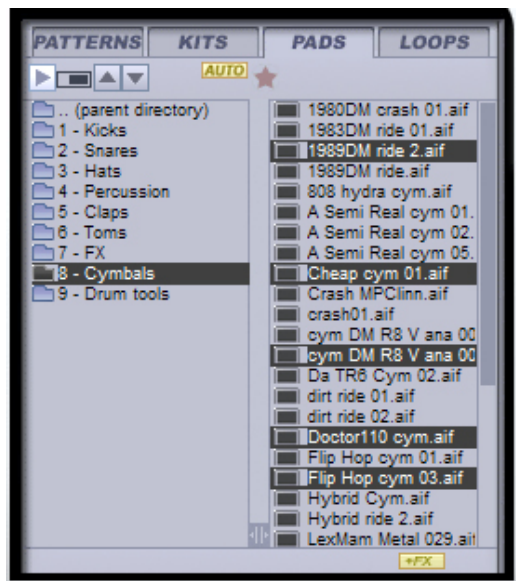 PATTERNS KITS PADS LOOPS
AUTO
.. (parent directory)
1 - Kicks
2 - Snares
3 - Hats
4 - Percussion
5 - Claps
6 - Toms
7 - FX
8 - Cymbals
9 - Drum tools
1980DM crash 01.aif
1983DM ride 01.aif
1989DM ride 2.aif
1989DM ride.aif
808 hydra cym.aif
A Semi Real cym 01.
A Semi Real cym 02.
A Semi Real cym 05.
Cheap cym 01.aif
Crash MPClinn.aif
crash01.aif
cym DM R8 V ana 00
cym DM R8 V ana 00
Da TR6 Cym 02.aif
dirt ride 01.aif
dirt ride 02.aif
Doctor110 cym.aif
Flip Hop cym 01.aif
Flip Hop cym 03.aif
Hybrid Cym.aif
Hybrid ride 2.aif
LexMam Metal 029.aif
+FX